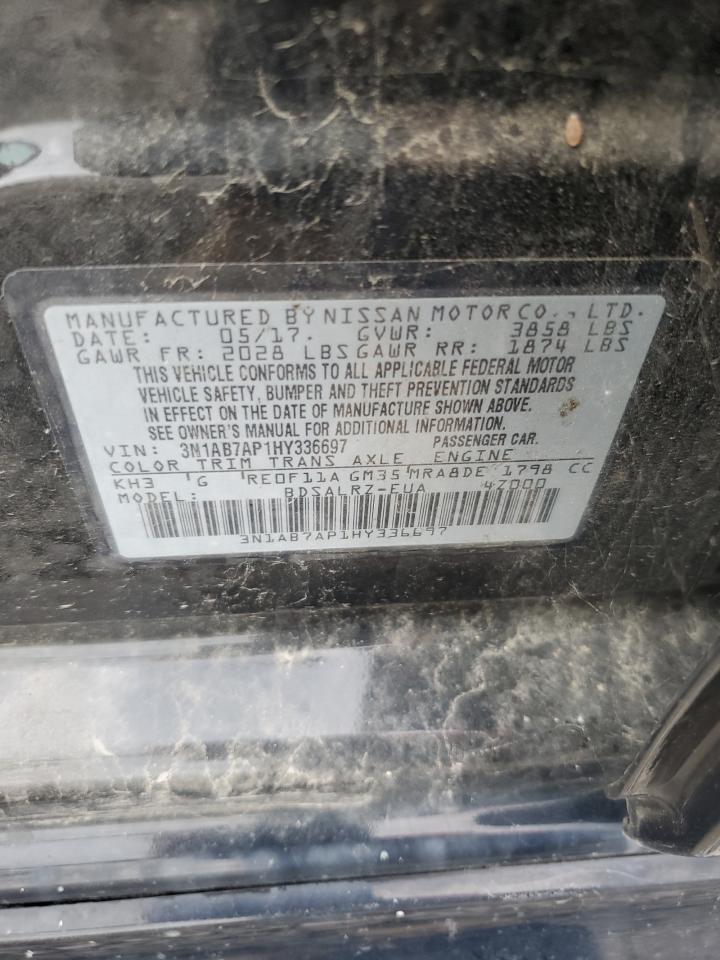 MANUFACTURED BY NISSAN MOTOR CO., LTD.
DATE: 05/17. GVWR: 3858 LBS
GAWR FR: 2028 LBS GAWR RR: 1874 LBS
THIS VEHICLE CONFORMS TO ALL APPLICABLE FEDERAL MOTOR
VEHICLE SAFETY, BUMPER AND THEFT PREVENTION STANDARDS
IN EFFECT ON THE DATE OF MANUFACTURE SHOWN ABOVE.
SEE OWNER'S MANUAL FOR ADDITIONAL INFORMATION.
VIN: 3N1AB7AP1HY336697 PASSENGER CAR.
COLOR TRIM TRANS AXLE ENGINE
KH3 G RE0F11A GM35 MRA8DE 1798 CC
MODEL: BDSALRZ-EUA 4Z000
3N1AB7AP1HY336697